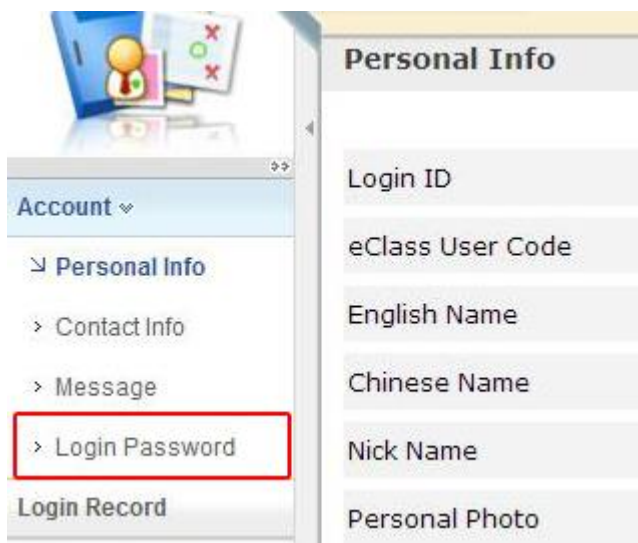 Account
Personal Info
Contact Info
Message
Login Password
Login Record
Personal Info
Login ID
eClass User Code
English Name
Chinese Name
Nick Name
Personal Photo